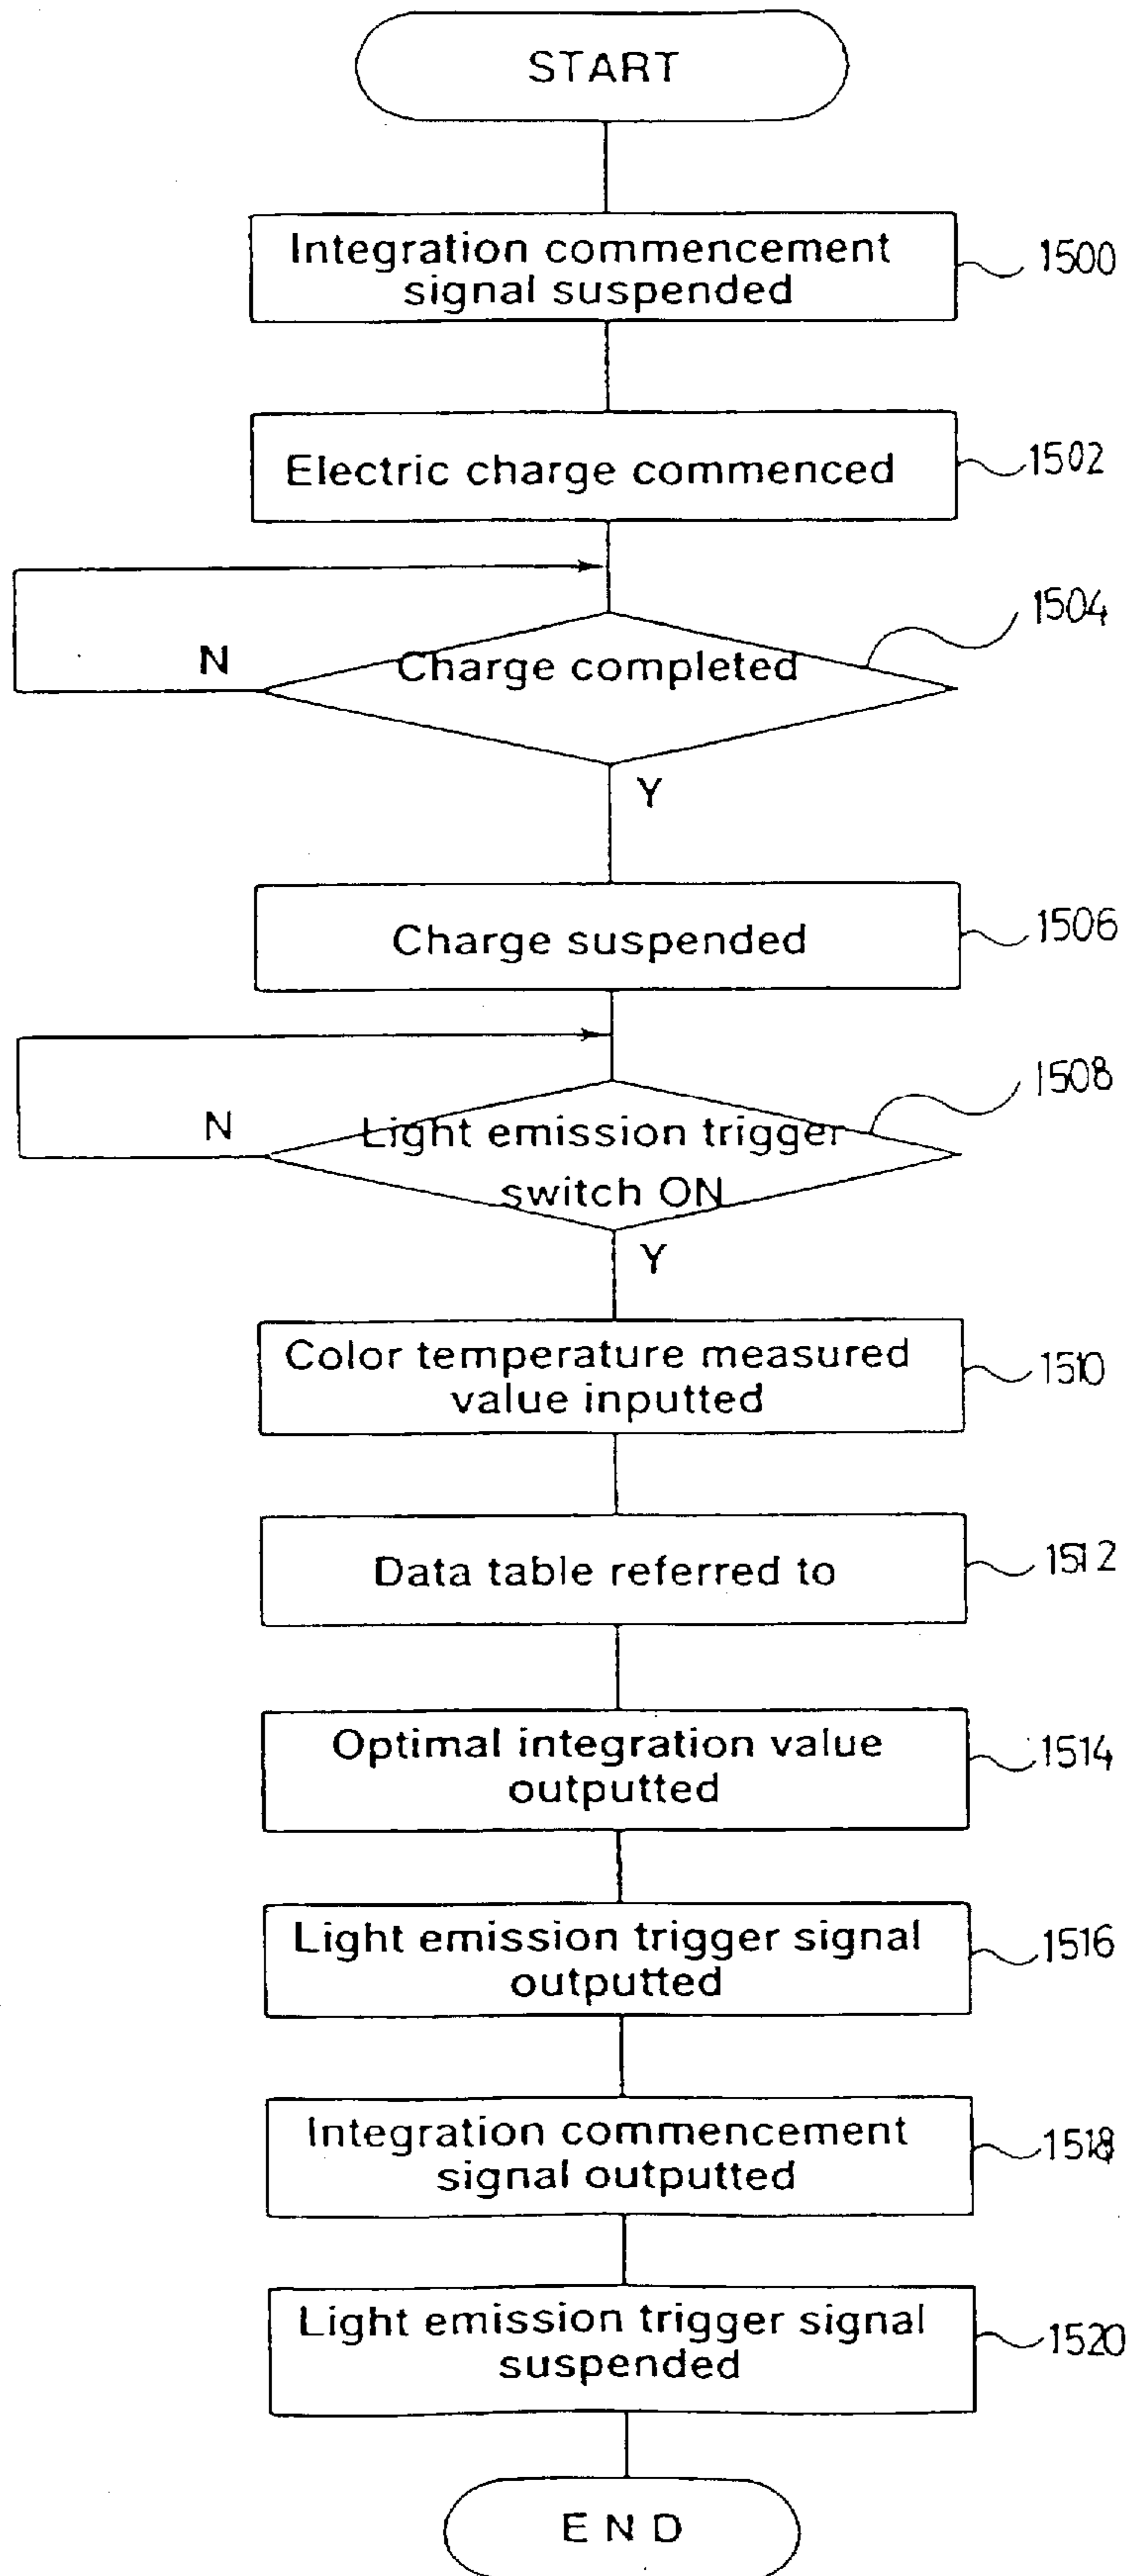 START
Integration commencement
signal suspended
1500
Electric charge commenced
1502
1504
N
Charge completed
Y
Charge suspended
1506
1508
N
Light emission trigger
switch ON
Y
Color temperature measured
value inputted
1510
Data table referred to
1512
Optimal integration value
outputted
1514
Light emission trigger signal
outputted
1516
Integration commencement
signal outputted
1518
Light emission trigger signal
suspended
1520
END